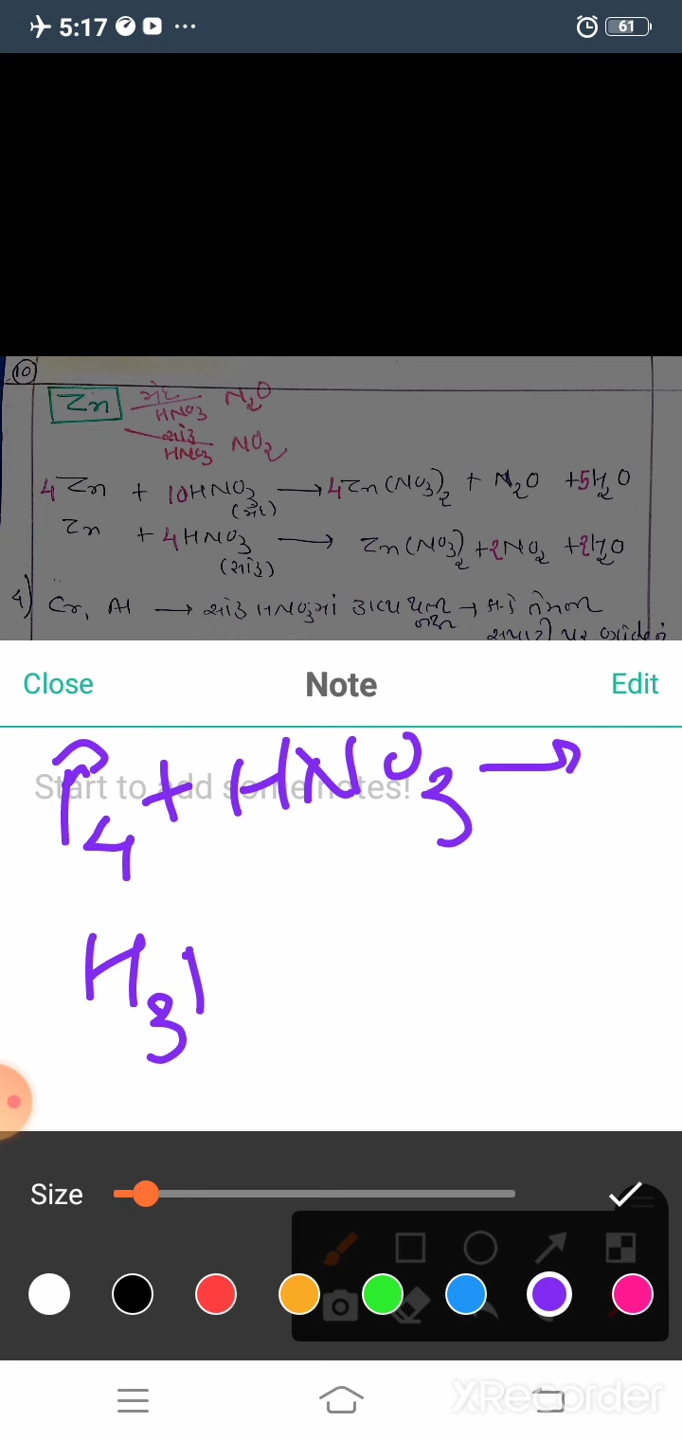 5:17 ... 61
10
Zn મંદ HNO3 N2O
સાંદ્ર HNO3 NO2
4Zn + 10HNO3 ⟶ 4Zn(NO3)2 + N2O + 5H2O
(મંદ)
Zn + 4HNO3 ⟶ Zn(NO3)2 + 2NO2 + 2H2O
(સાંદ્ર)
4) Cr, Al → સાંદ્ર HNO3માં
Close Note Edit
P4 + HNO3 →
Start to add some notes!
H3
Size
XRecorder